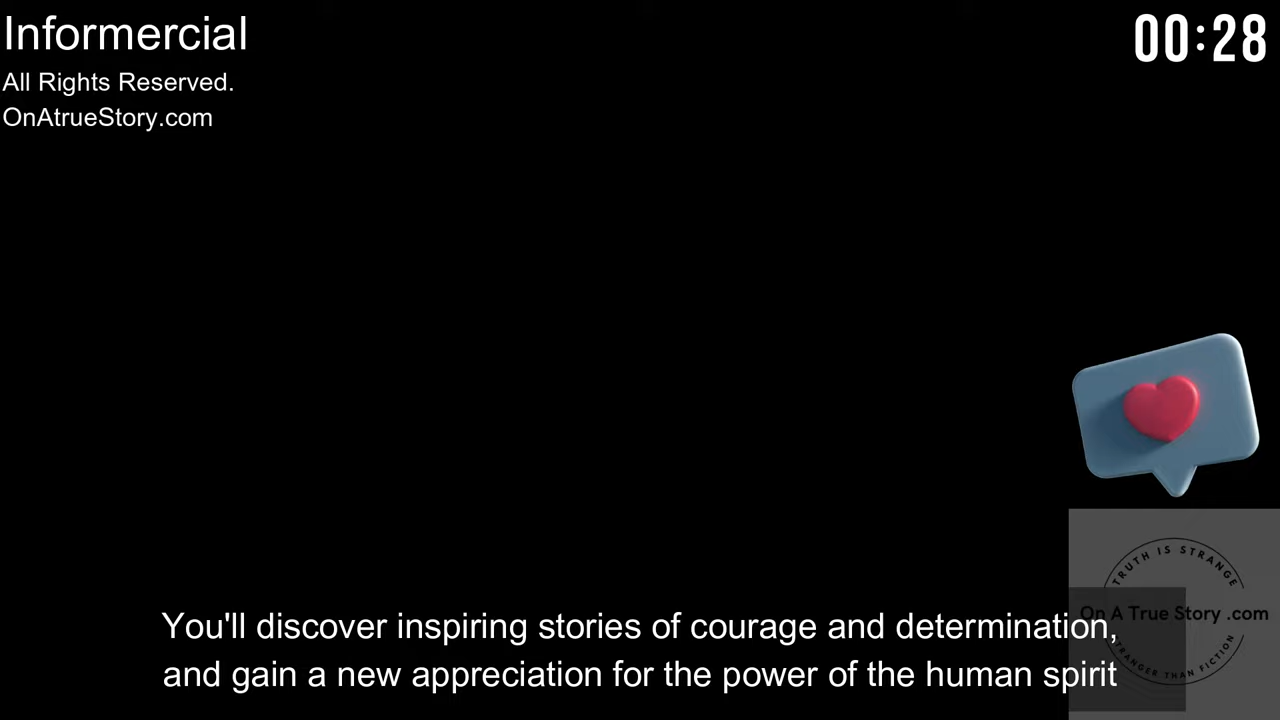 Informercial
00:28
All Rights Reserved.
OnAtrueStory.com
TRUTH IS STRANGE
On A True Story .com
STRANGER THAN FICTION
You'll discover inspiring stories of courage and determination,
and gain a new appreciation for the power of the human spirit